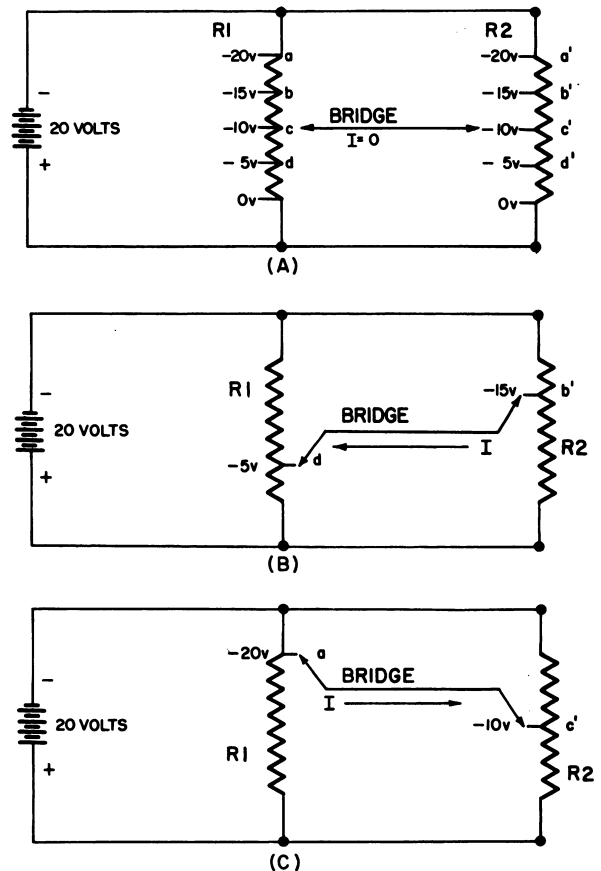 R1 R2
–20v a –20v a'
–15v b –15v b'
– BRIDGE
20 VOLTS –10v c –10v c'
I = 0
+ – 5v d – 5v d'
0v 0v
(A)
– R1 BRIDGE –15v b'
20 VOLTS
I R2
+ –5v d
(B)
–20v a
– BRIDGE
I
20 VOLTS –10v c'
R1
+ R2
(C)